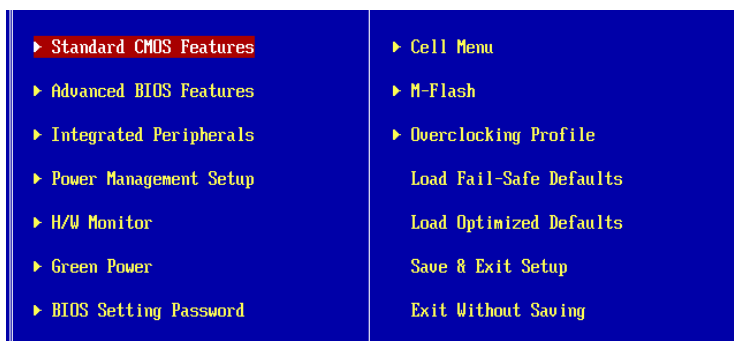 Standard CMOS Features
Advanced BIOS Features
Integrated Peripherals
Power Management Setup
H/W Monitor
Green Power
BIOS Setting Password
Cell Menu
M-Flash
Overclocking Profile
Load Fail-Safe Defaults
Load Optimized Defaults
Save & Exit Setup
Exit Without Saving